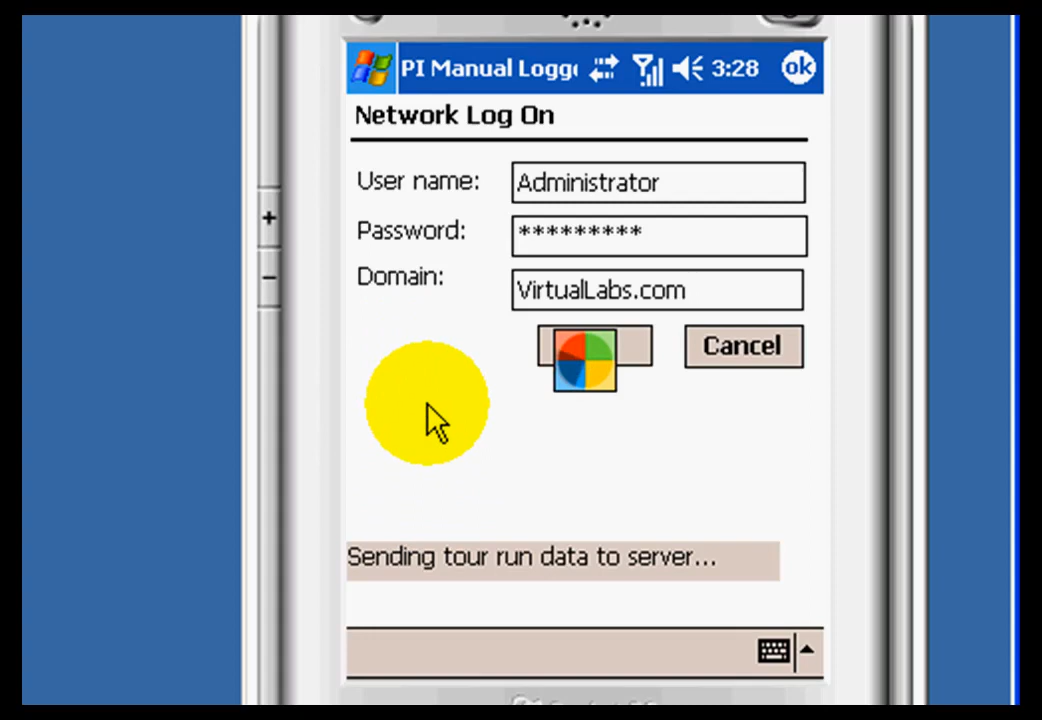 PI Manual Logge 3:28 ok
Network Log On
User name: Administrator
Password: *********
Domain: VirtualLabs.com
Cancel
Sending tour run data to server...